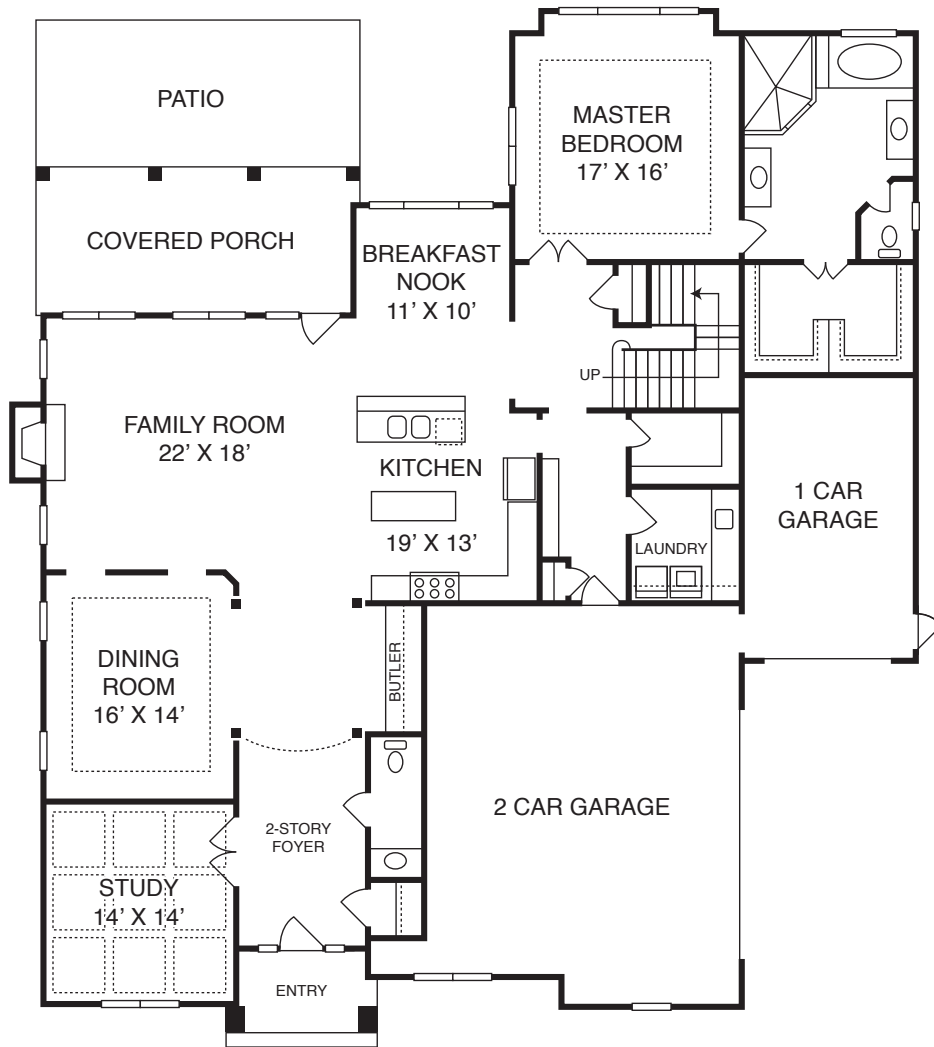 PATIO
MASTER
BEDROOM
17’ X 16’
COVERED PORCH
BREAKFAST
NOOK
11’ X 10’
UP
FAMILY ROOM
22’ X 18’
KITCHEN
19’ X 13’
1 CAR
GARAGE
LAUNDRY
DINING
ROOM
16’ X 14’
BUTLER
2 CAR GARAGE
2-STORY
FOYER
STUDY
14’ X 14’
ENTRY